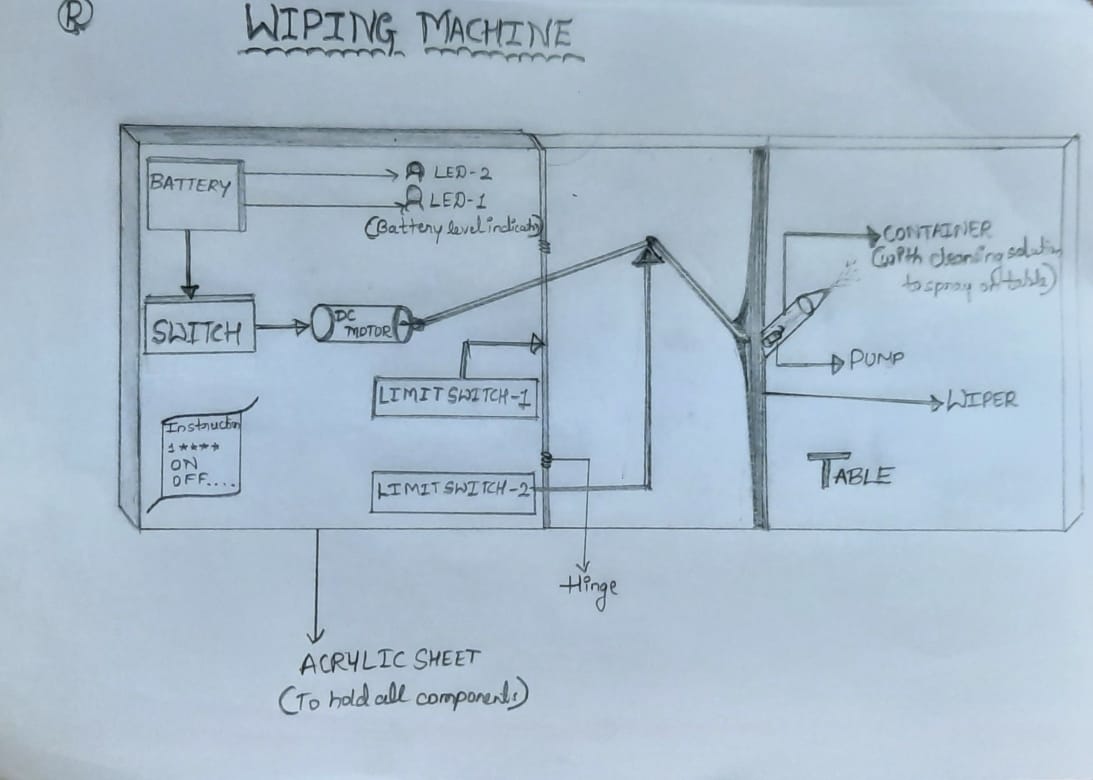 R
WIPING MACHINE
BATTERY
LED-2
LED-1
(Battery level indicator)
CONTAINER
(with cleansing solution
to spray on table)
SWITCH
DC
MOTOR
PUMP
LIMIT SWITCH-1
WIPER
Instruction
1****
ON
OFF....
TABLE
LIMIT SWITCH-2
Hinge
ACRYLIC SHEET
(To hold all components)